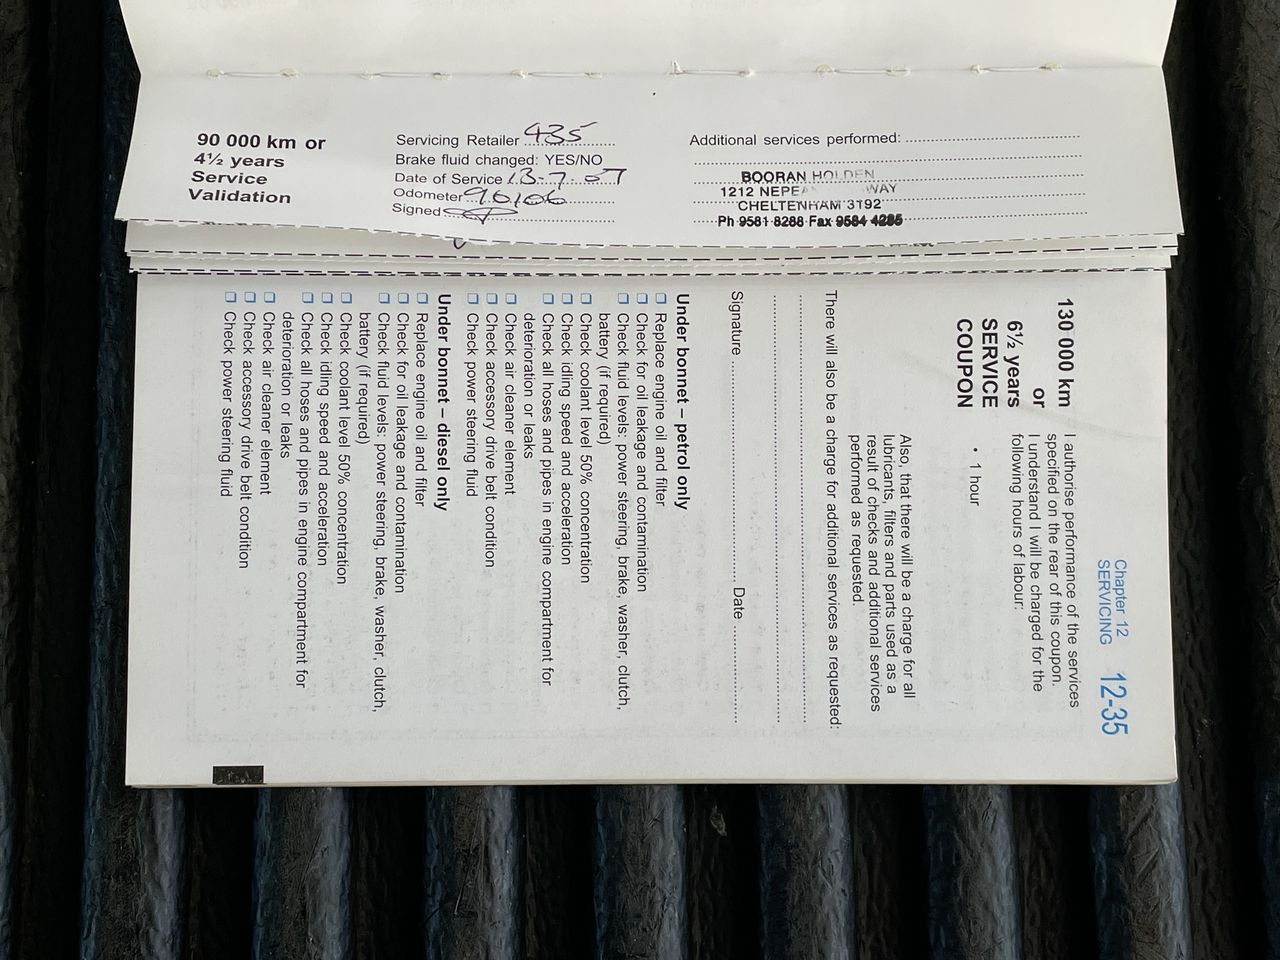 90 000 km or
4½ years
Service
Validation
Servicing Retailer 435
Brake fluid changed: YES/NO
Date of Service 13-7-07
Odometer
Signed
Additional services performed:
BOORAN HOLDEN
1212 NEPEA WAY
CHELTENHAM 3192
Ph 9581 8288 Fax 9584 4285
Chapter 12
SERVICING
12-35
130 000 km
or
6½ years
SERVICE
COUPON
I authorise performance of the services
specified on the rear of this coupon.
I understand I will be charged for the
following hours of labour:
• 1 hour
Also, that there will be a charge for all
lubricants, filters and parts used as a
result of checks and additional services
performed as requested.
There will also be a charge for additional services as requested:
Signature Date
Under bonnet – petrol only
❑ Replace engine oil and filter
❑ Check for oil leakage and contamination
❑ Check fluid levels: power steering, brake, washer, clutch,
battery (if required)
❑ Check coolant level 50% concentration
❑ Check idling speed and acceleration
❑ Check all hoses and pipes in engine compartment for
deterioration or leaks
❑ Check air cleaner element
❑ Check accessory drive belt condition
❑ Check power steering fluid
Under bonnet – diesel only
❑ Replace engine oil and filter
❑ Check for oil leakage and contamination
❑ Check fluid levels: power steering, brake, washer, clutch,
battery (if required)
❑ Check coolant level 50% concentration
❑ Check idling speed and acceleration
❑ Check all hoses and pipes in engine compartment for
deterioration or leaks
❑ Check air cleaner element
❑ Check accessory drive belt condition
❑ Check power steering fluid